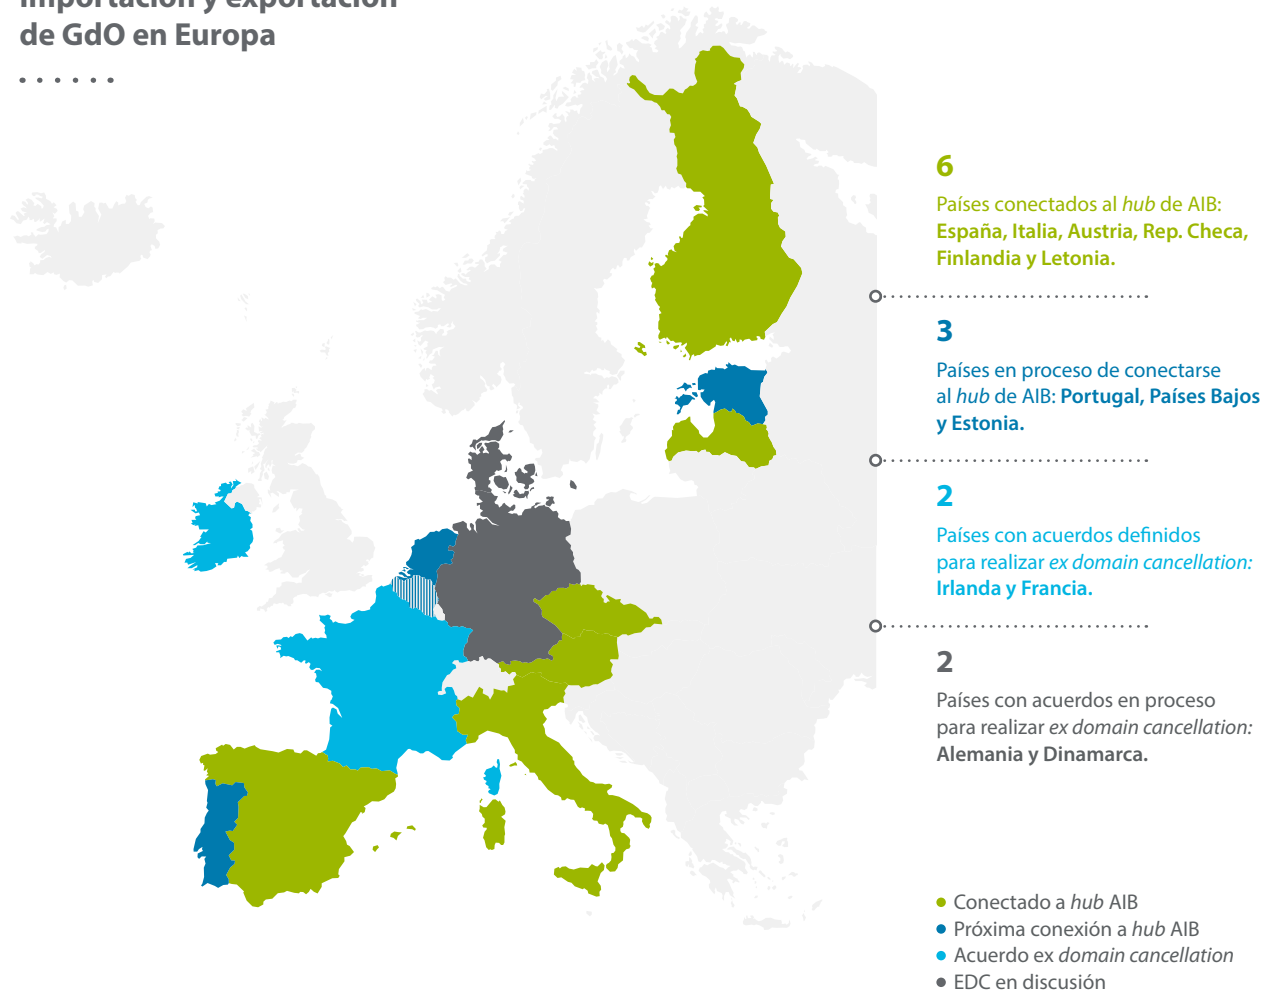 importación y exportación
de GdO en Europa
6
Países conectados al hub de AIB:
España, Italia, Austria, Rep. Checa,
Finlandia y Letonia.
3
Países en proceso de conectarse
al hub de AIB: Portugal, Países Bajos
y Estonia.
2
Países con acuerdos definidos
para realizar ex domain cancellation:
Irlanda y Francia.
2
Países con acuerdos en proceso
para realizar ex domain cancellation:
Alemania y Dinamarca.
Conectado a hub AIB
Próxima conexión a hub AIB
Acuerdo ex domain cancellation
EDC en discusión